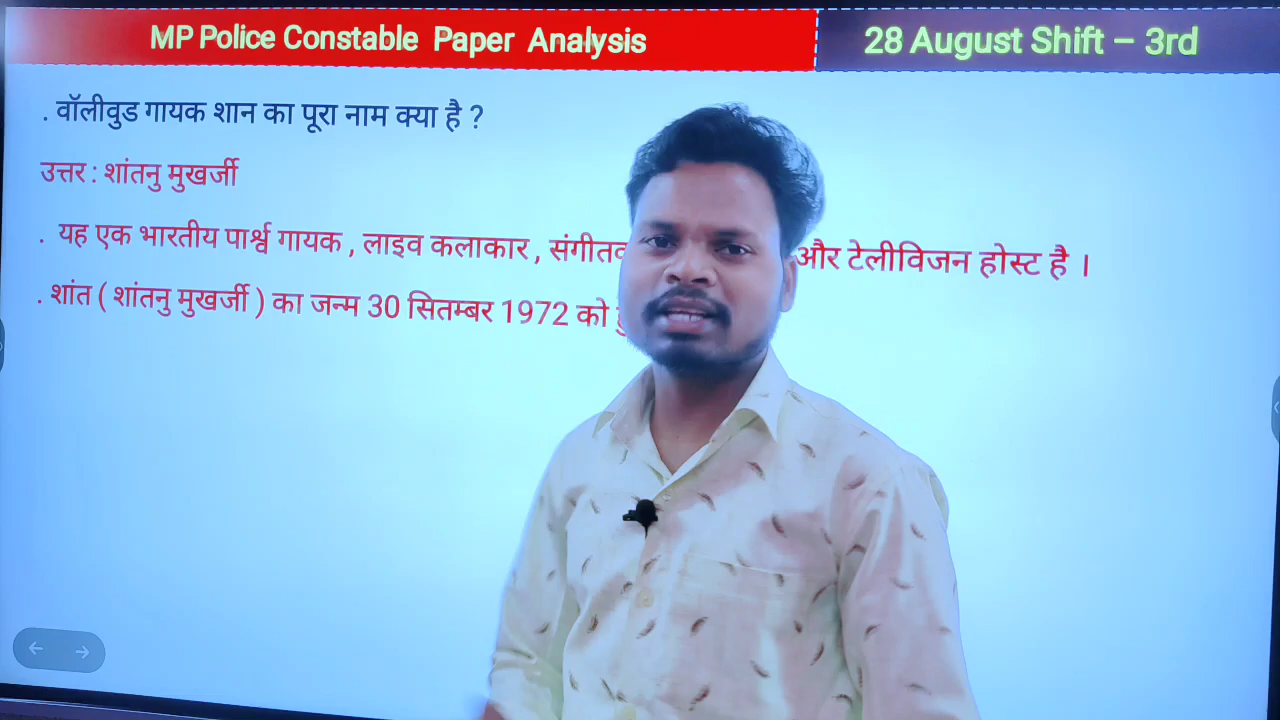 MP Police Constable Paper Analysis
28 August Shift – 3rd
. वॉलीवुड गायक शान का पूरा नाम क्या है ?
उत्तर : शांतनु मुखर्जी
. यह एक भारतीय पार्श्व गायक , लाइव कलाकार , और टेलीविजन होस्ट है ।
. शांत ( शांतनु मुखर्जी ) का जन्म 30 सितम्बर 1972 को